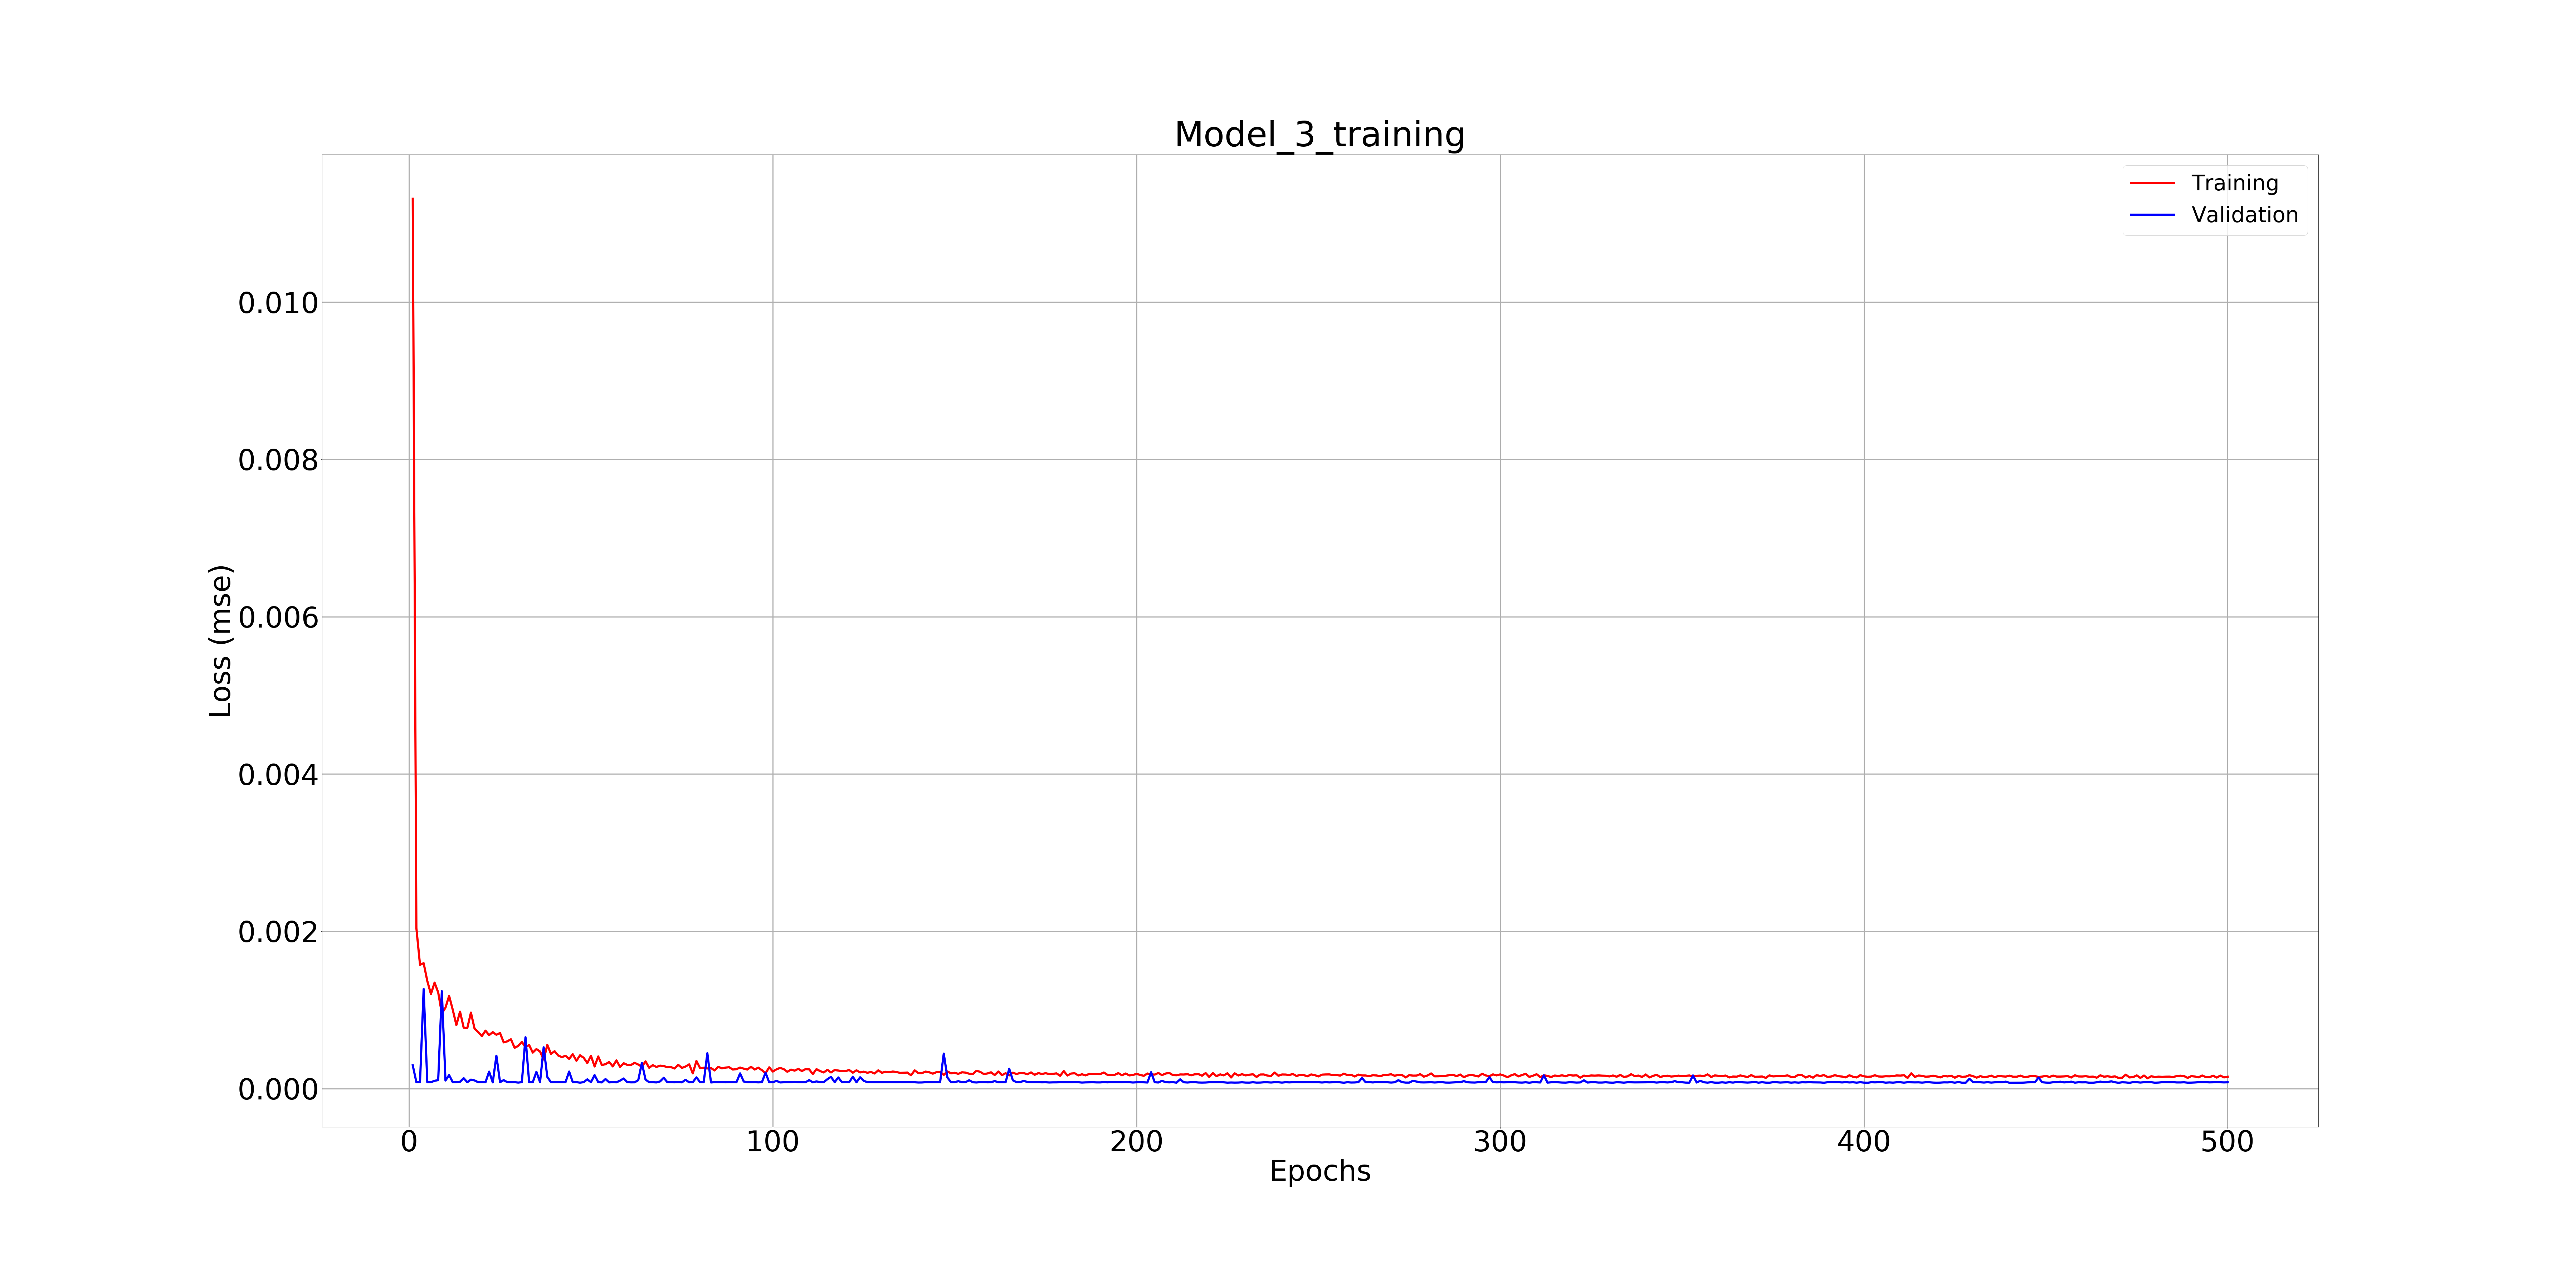 Model_3_training
Training
Validation
0.010
0.008
0.006
0.004
0.002
0.000
Loss (mse)
0 100 200 300 400 500
Epochs